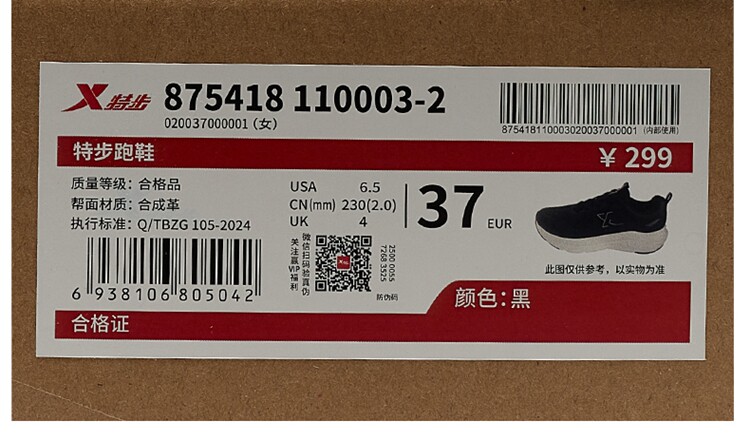 X 特步
875418 110003-2
020037000001（女）
875418110003020037000001（内部使用）
特步跑鞋
￥299
质量等级：合格品
帮面材质：合成革
执行标准：Q/TBZG 105-2024
USA 6.5
CN(mm) 230(2.0)
UK 4
37 EUR
6 938106 805042
微信扫码验真伪
关注赢VIP福利
2500 0055
7268 3525
防伪码
此图仅供参考，以实物为准
颜色：黑
合格证